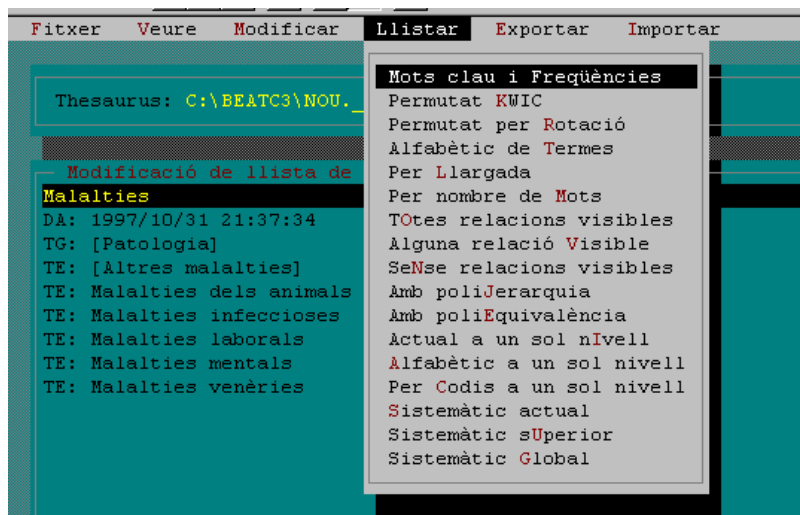 Fitxer Veure Modificar Llistar Exportar Importar
Thesaurus: C:\BEATC3\NOU._
Modificació de llista de
Malalties
DA: 1997/10/31 21:37:34
TG: [Patologia]
TE: [Altres malalties]
TE: Malalties dels animals
TE: Malalties infeccioses
TE: Malalties laborals
TE: Malalties mentals
TE: Malalties venèries
Mots clau i Freqüències
Permutat KWIC
Permutat per Rotació
Alfabètic de Termes
Per Llargada
Per nombre de Mots
TOtes relacions visibles
Alguna relació Visible
SeNse relacions visibles
Amb poliJerarquia
Amb poliEquivalència
Actual a un sol nIvell
Alfabètic a un sol nivell
Per Codis a un sol nivell
Sistemàtic actual
Sistemàtic sUperior
Sistemàtic Global